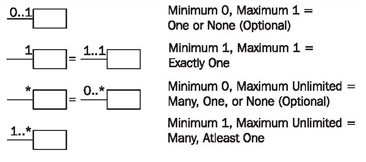 0..1
Minimum 0, Maximum 1 =
One or None (Optional)
1 = 1..1
Minimum 1, Maximum 1 =
Exactly One
* = 0..*
Minimum 0, Maximum Unlimited =
Many, One, or None (Optional)
1..*
Minimum 1, Maximum Unlimited =
Many, Atleast One